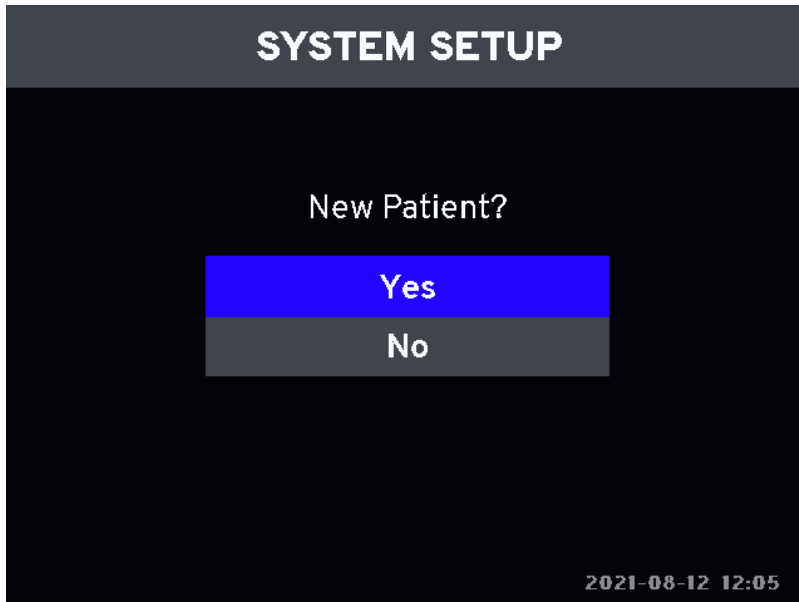 SYSTEM SETUP
New Patient?
Yes
No
2021-08-12 12:05